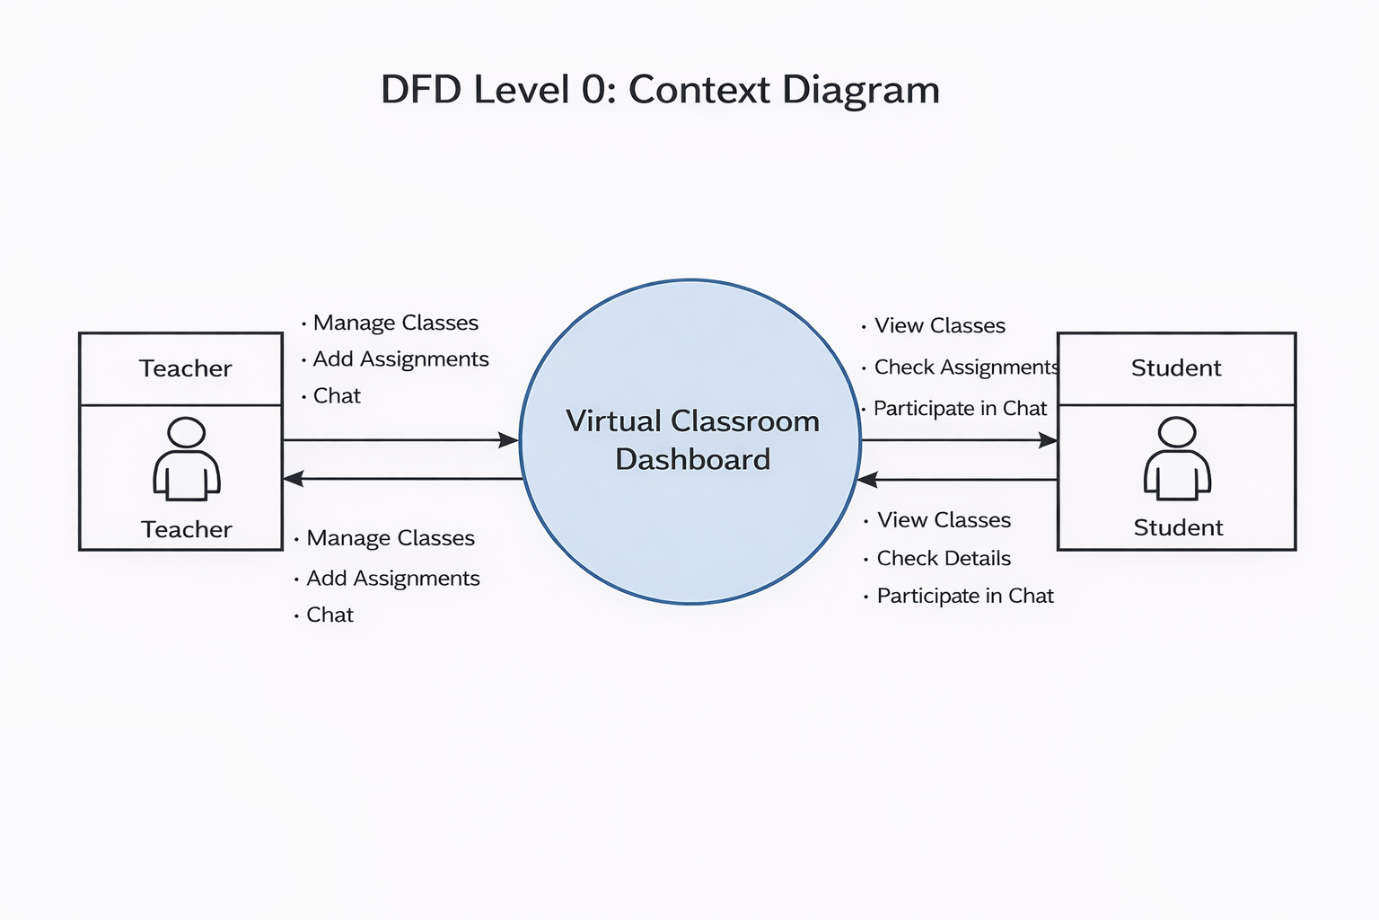 DFD Level 0: Context Diagram
Teacher
Teacher
· Manage Classes
· Add Assignments
· Chat
· Manage Classes
· Add Assignments
· Chat
Virtual Classroom
Dashboard
· View Classes
· Check Assignments
· Participate in Chat
· View Classes
· Check Details
· Participate in Chat
Student
Student